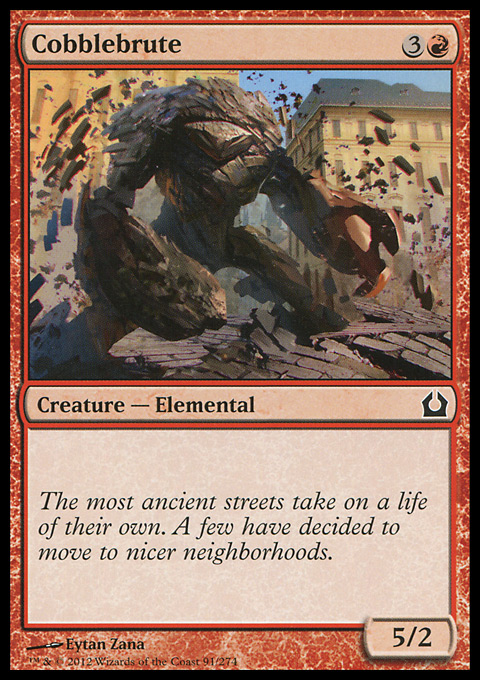 Cobblebrute 3
Creature — Elemental
The most ancient streets take on a life
of their own. A few have decided to
move to nicer neighborhoods.
5/2
Eytan Zana
™ & © 2012 Wizards of the Coast 91/274